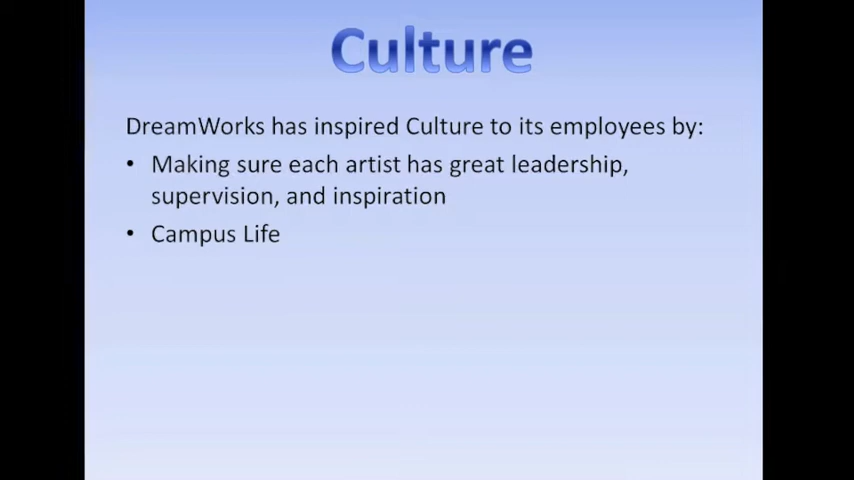 Culture
DreamWorks has inspired Culture to its employees by:
• Making sure each artist has great leadership,
supervision, and inspiration
• Campus Life